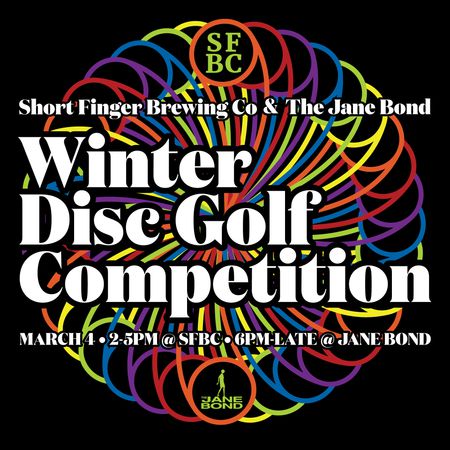 SF
BC
Short Finger Brewing Co & The Jane Bond
Winter
Disc Golf
Competition
MARCH 4 • 2-5PM @ SFBC • 6PM-LATE @ JANE BOND
THE JANE
BOND